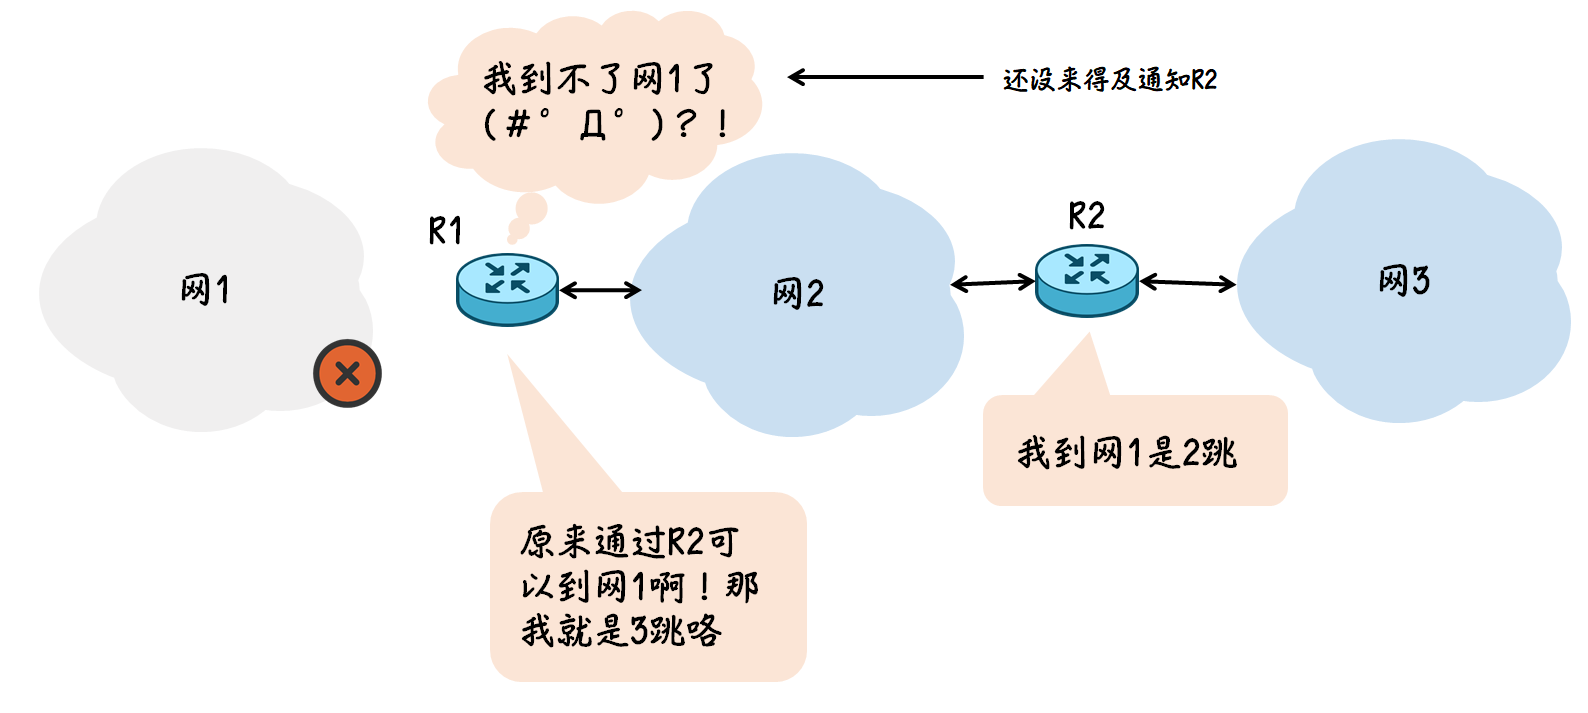 我到不了网1了
(#°Д°)?!
还没来得及通知R2
R1
R2
网1
网2
网3
我到网1是2跳
原来通过R2可
以到网1啊!那
我就是3跳咯